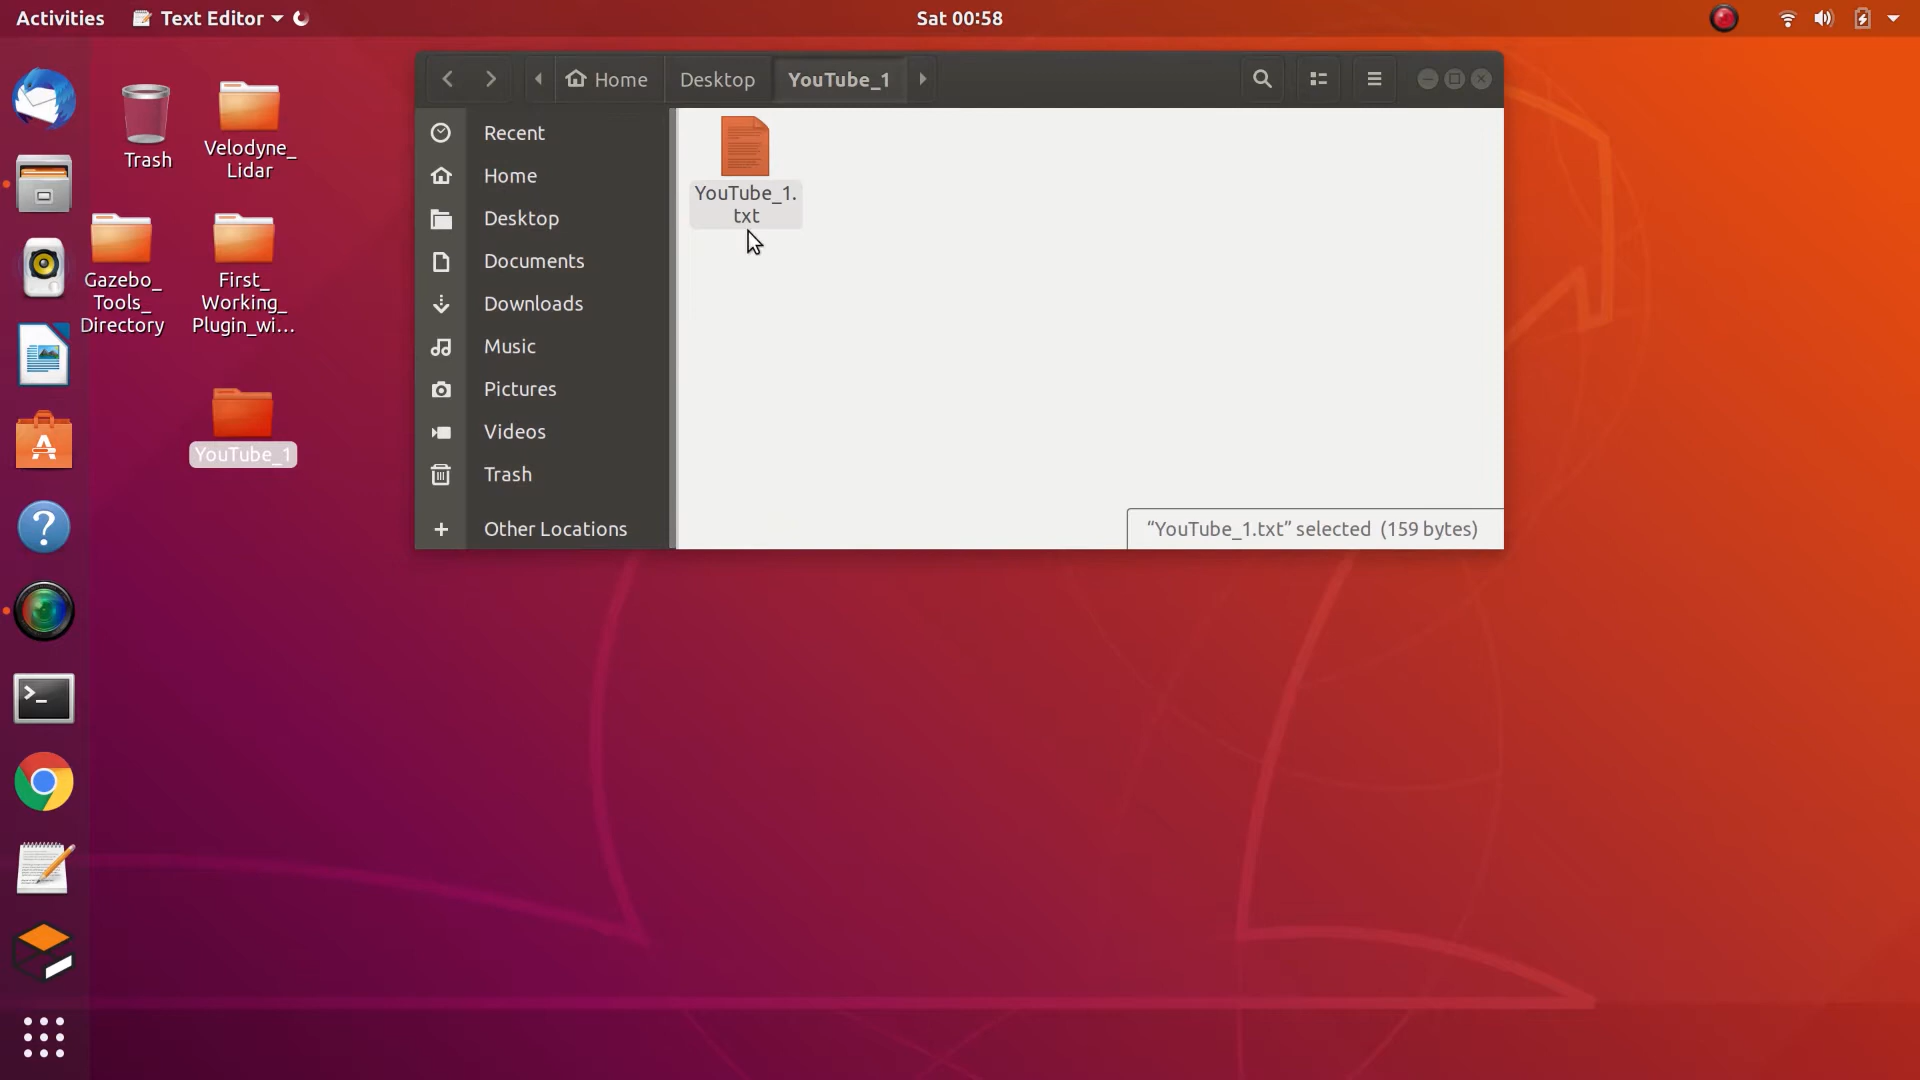 Activities
Text Editor
Sat 00:58
Trash
Velodyne_
Lidar
Gazebo_
Tools_
Directory
First_
Working_
Plugin_wi...
YouTube_1
Home
Desktop
YouTube_1
Recent
Home
Desktop
Documents
Downloads
Music
Pictures
Videos
Trash
Other Locations
YouTube_1.
txt
“YouTube_1.txt” selected (159 bytes)